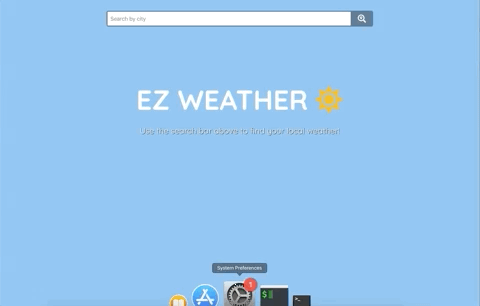 Search by city
EZ WEATHER
Use the search bar above to find your local weather!
System Preferences
1
$
>_